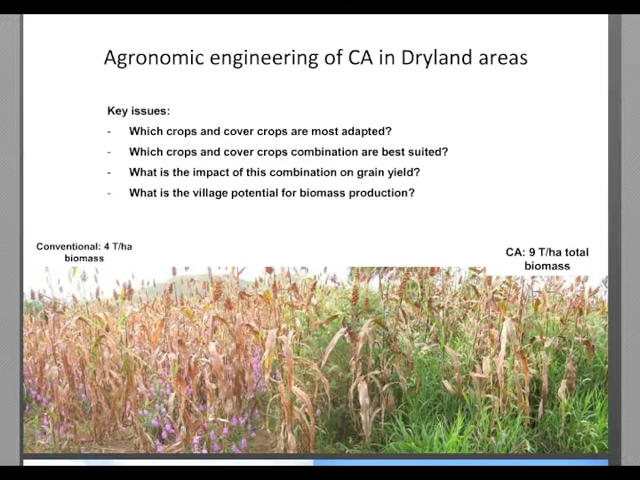 Agronomic engineering of CA in Dryland areas
Key issues:
- Which crops and cover crops are most adapted?
- Which crops and cover crops combination are best suited?
- What is the impact of this combination on grain yield?
- What is the village potential for biomass production?
Conventional: 4 T/ha
biomass
CA: 9 T/ha total
biomass